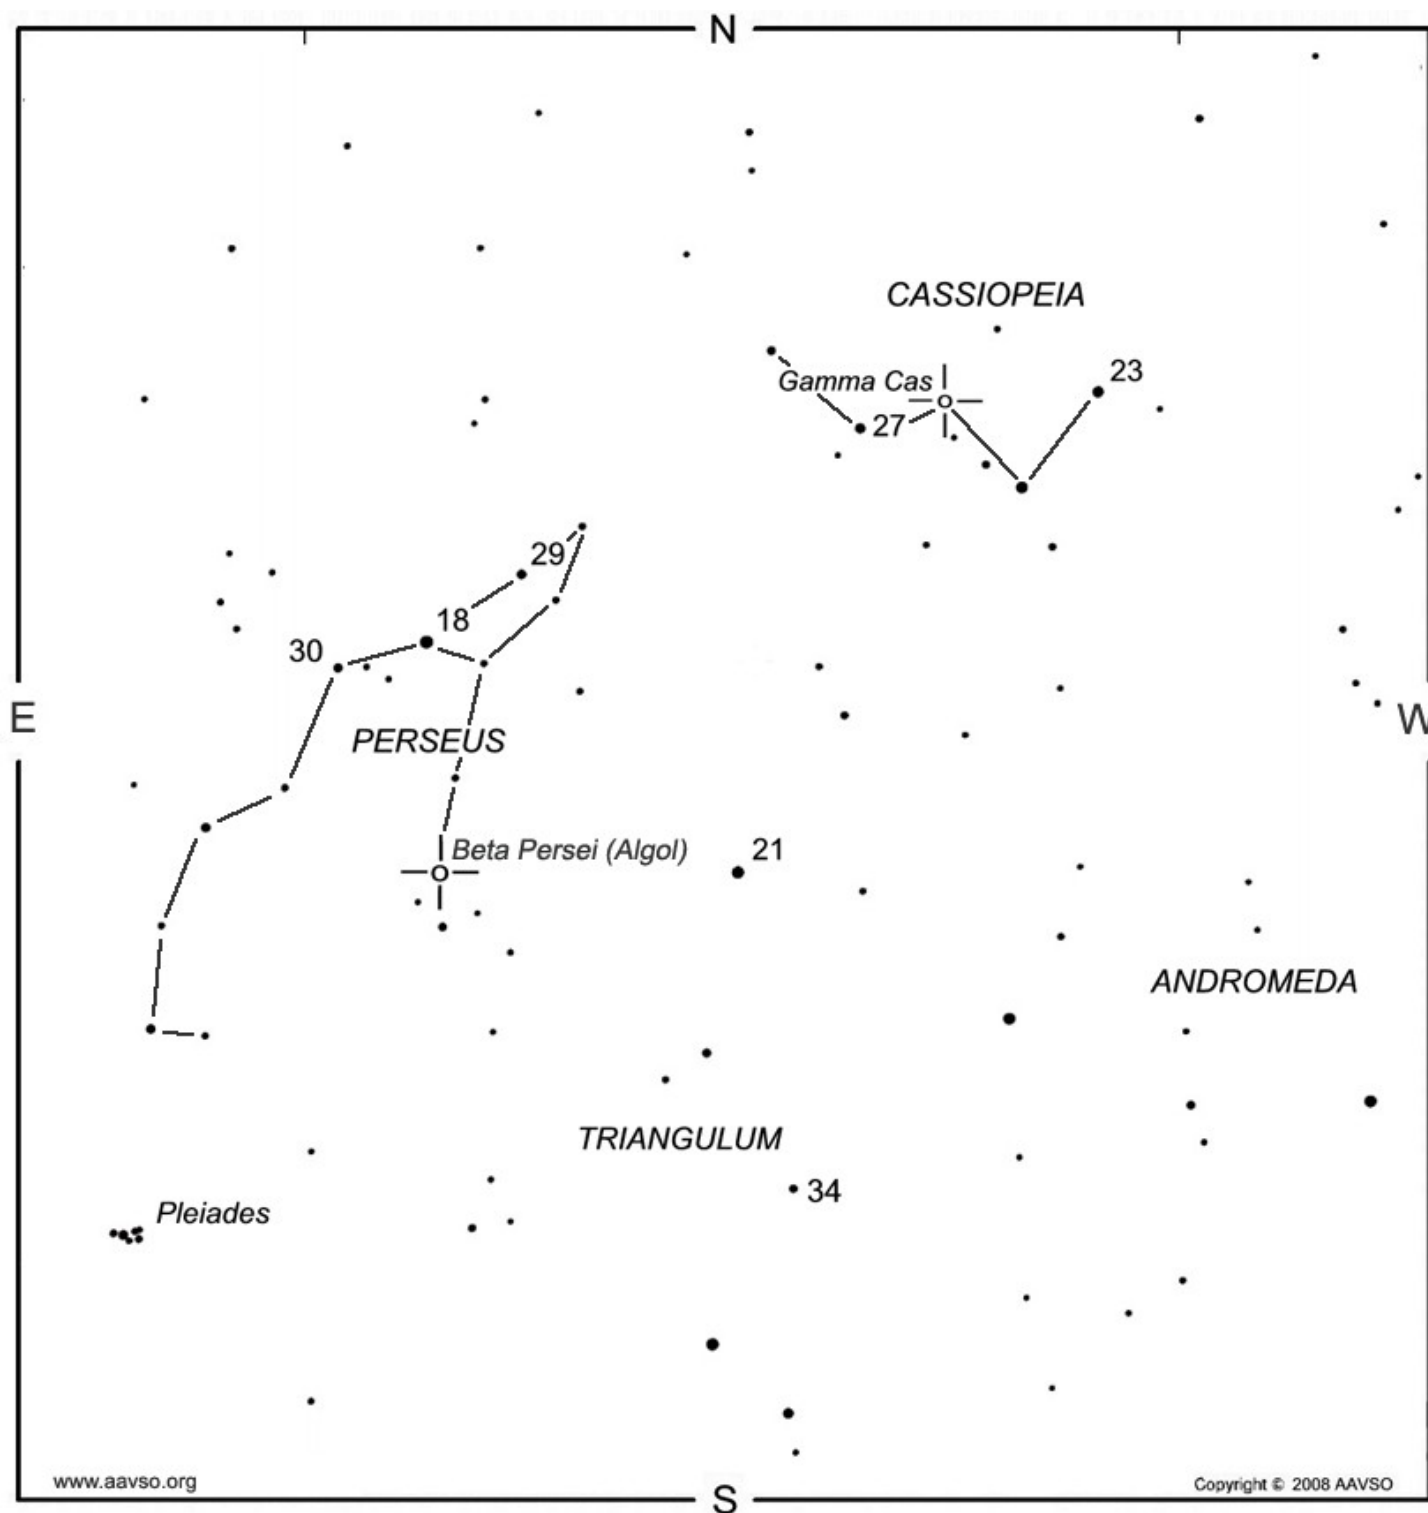 N
CASSIOPEIA
23
Gamma Cas
27
29
18
30
E
W
PERSEUS
Beta Persei (Algol)
21
ANDROMEDA
TRIANGULUM
34
Pleiades
www.aavso.org
Copyright © 2008 AAVSO
S